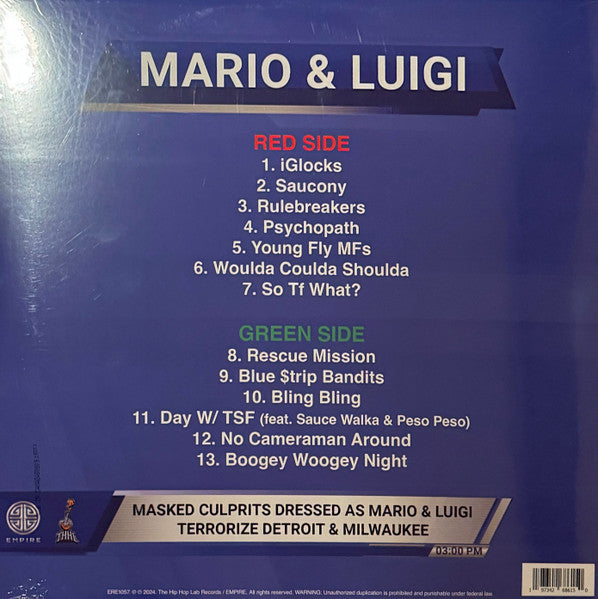 MARIO & LUIGI
RED SIDE
1. iGlocks
2. Saucony
3. Rulebreakers
4. Psychopath
5. Young Fly MFs
6. Woulda Coulda Shoulda
7. So Tf What?
GREEN SIDE
8. Rescue Mission
9. Blue $trip Bandits
10. Bling Bling
11. Day W/ TSF (feat. Sauce Walka & Peso Peso)
12. No Cameraman Around
13. Boogey Woogey Night
MASKED CULPRITS DRESSED AS MARIO & LUIGI
TERRORIZE DETROIT & MILWAUKEE
EMPIRE
THHL
03:00 PM
ERE1057. ℗ © 2024. The Hip Hop Lab Records / EMPIRE. All rights reserved. WARNING: Unauthorized duplication is prohibited and punishable under federal law